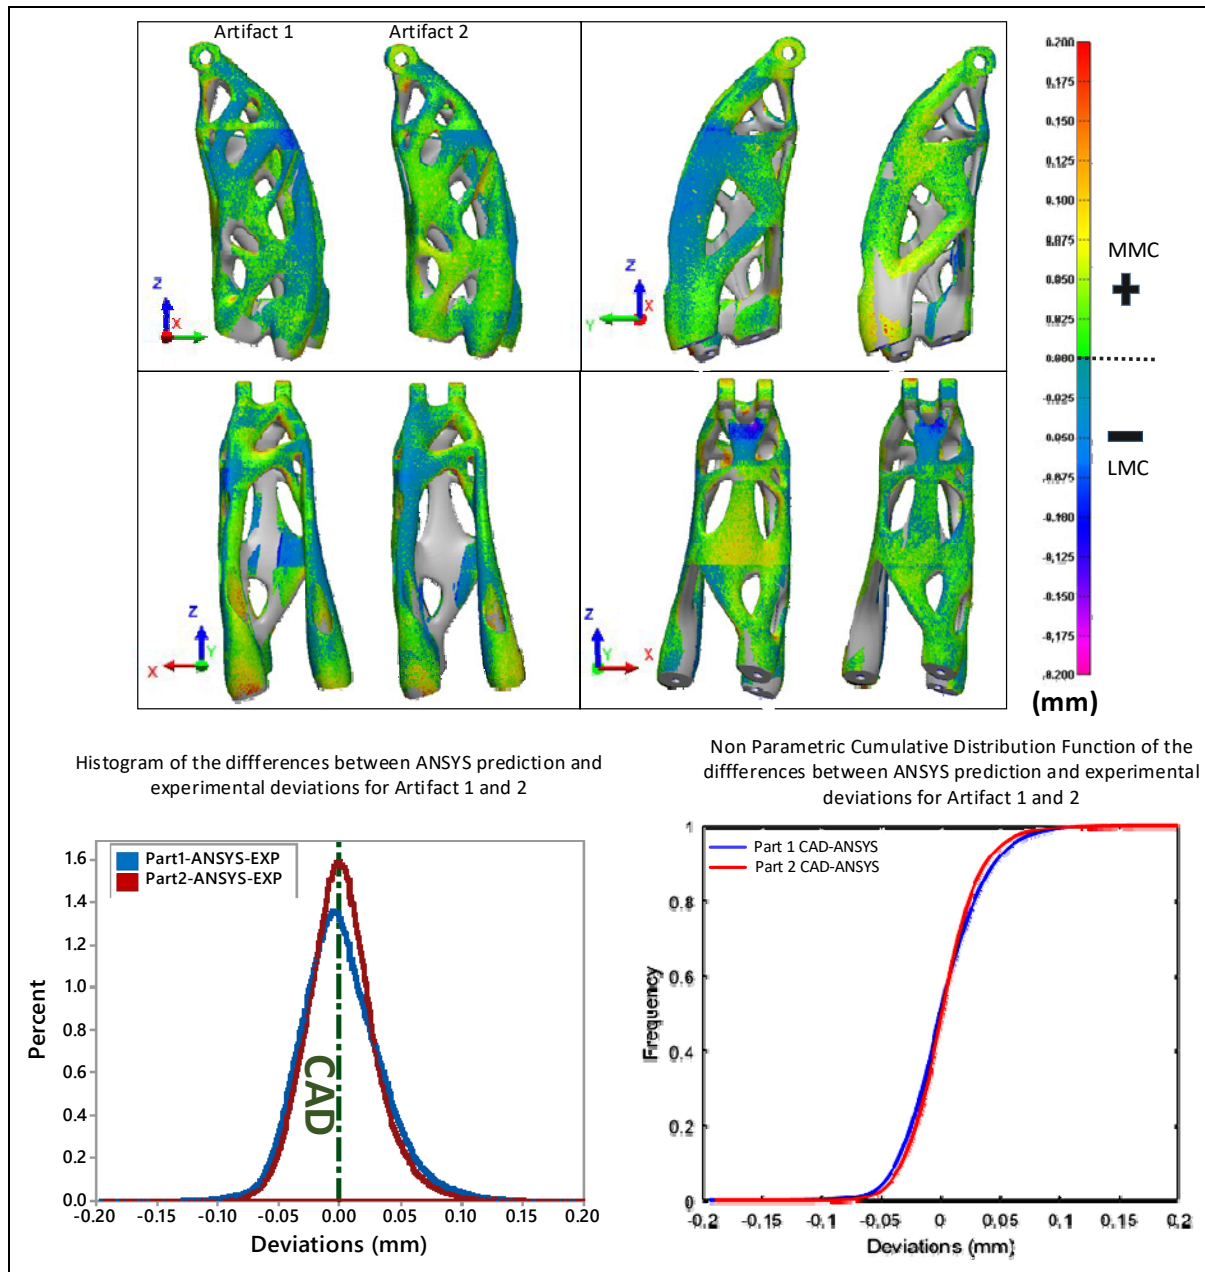 Artifact 1
Artifact 2
Z
X
Z
Y
X
Z
Y
X
Z
Y
X
0.200
0.175
0.150
0.125
0.100
0.075
0.050
0.025
0.000
-0.025
0.050
-0.100
-0.125
-0.150
-0,175
0.200
(mm)
MMC
+
LMC
Histogram of the diffferences between ANSYS prediction and
experimental deviations for Artifact 1 and 2
Part1-ANSYS-EXP
Part2-ANSYS-EXP
CAD
Percent
1.6
1.4
1.2
1.0
0.8
0.6
0.4
0.2
0.0
-0.20 -0.15 -0.10 -0.05 0.00 0.05 0.10 0.15 0.20
Deviations (mm)
Non Parametric Cumulative Distribution Function of the
diffferences between ANSYS prediction and experimental
deviations for Artifact 1 and 2
Part 1 CAD-ANSYS
Part 2 CAD-ANSYS
Frequency
1
0.8
0.6
0.4
0.2
0
-0.2 -0.15 -0.1 -0.05 0 0.05 0.1 0.15 0.2
Deviations (mm)